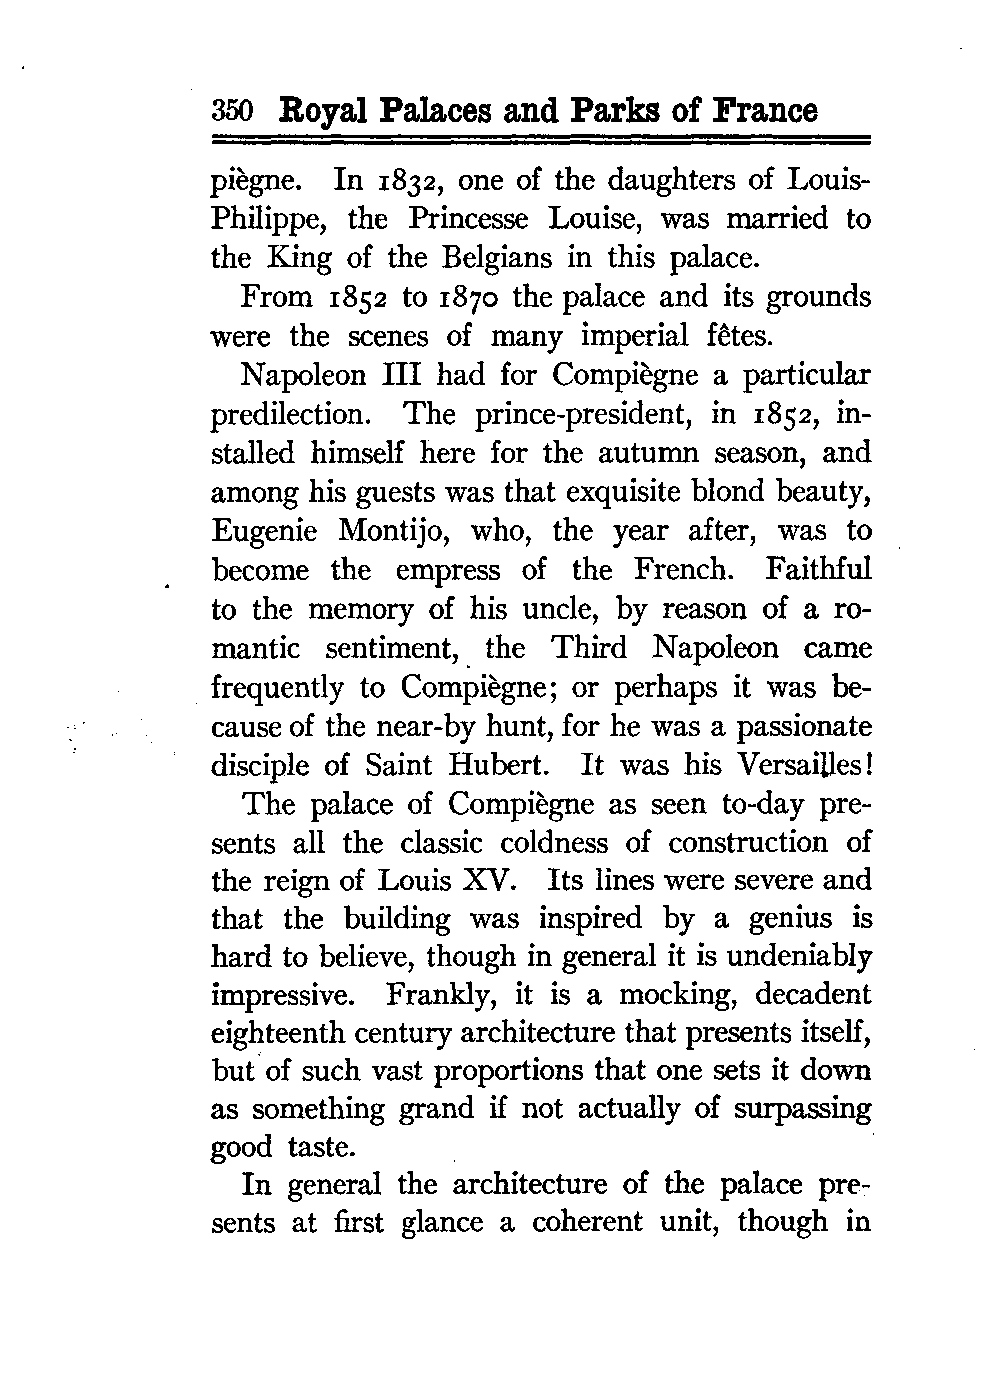 350 Royal Palaces and Parks of France
piègne. In 1832, one of the daughters of Louis-
Philippe, the Princesse Louise, was married to
the King of the Belgians in this palace.
From 1852 to 1870 the palace and its grounds
were the scenes of many imperial fêtes.
Napoleon III had for Compiègne a particular
predilection. The prince-president, in 1852, in-
stalled himself here for the autumn season, and
among his guests was that exquisite blond beauty,
Eugenie Montijo, who, the year after, was to
become the empress of the French. Faithful
to the memory of his uncle, by reason of a ro-
mantic sentiment, the Third Napoleon came
frequently to Compiègne; or perhaps it was be-
cause of the near-by hunt, for he was a passionate
disciple of Saint Hubert. It was his Versailles!
The palace of Compiègne as seen to-day pre-
sents all the classic coldness of construction of
the reign of Louis XV. Its lines were severe and
that the building was inspired by a genius is
hard to believe, though in general it is undeniably
impressive. Frankly, it is a mocking, decadent
eighteenth century architecture that presents itself,
but of such vast proportions that one sets it down
as something grand if not actually of surpassing
good taste.
In general the architecture of the palace pre-
sents at first glance a coherent unit, though in